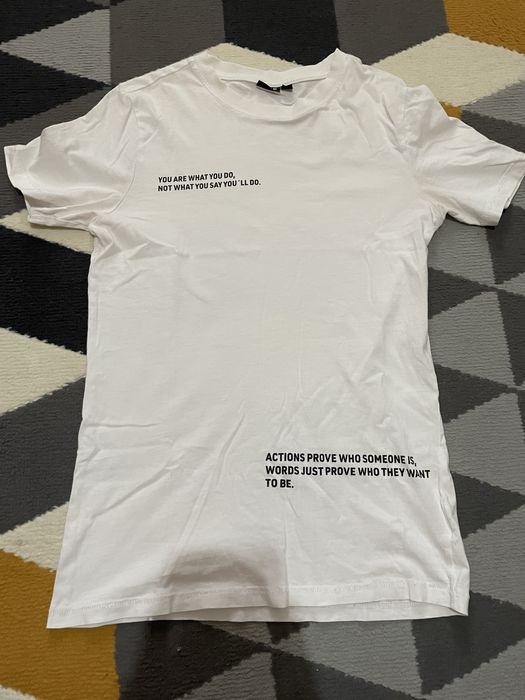 YOU ARE WHAT YOU DO,
NOT WHAT YOU SAY YOU´LL DO.
ACTIONS PROVE WHO SOMEONE IS,
WORDS JUST PROVE WHO THEY WANT
TO BE.